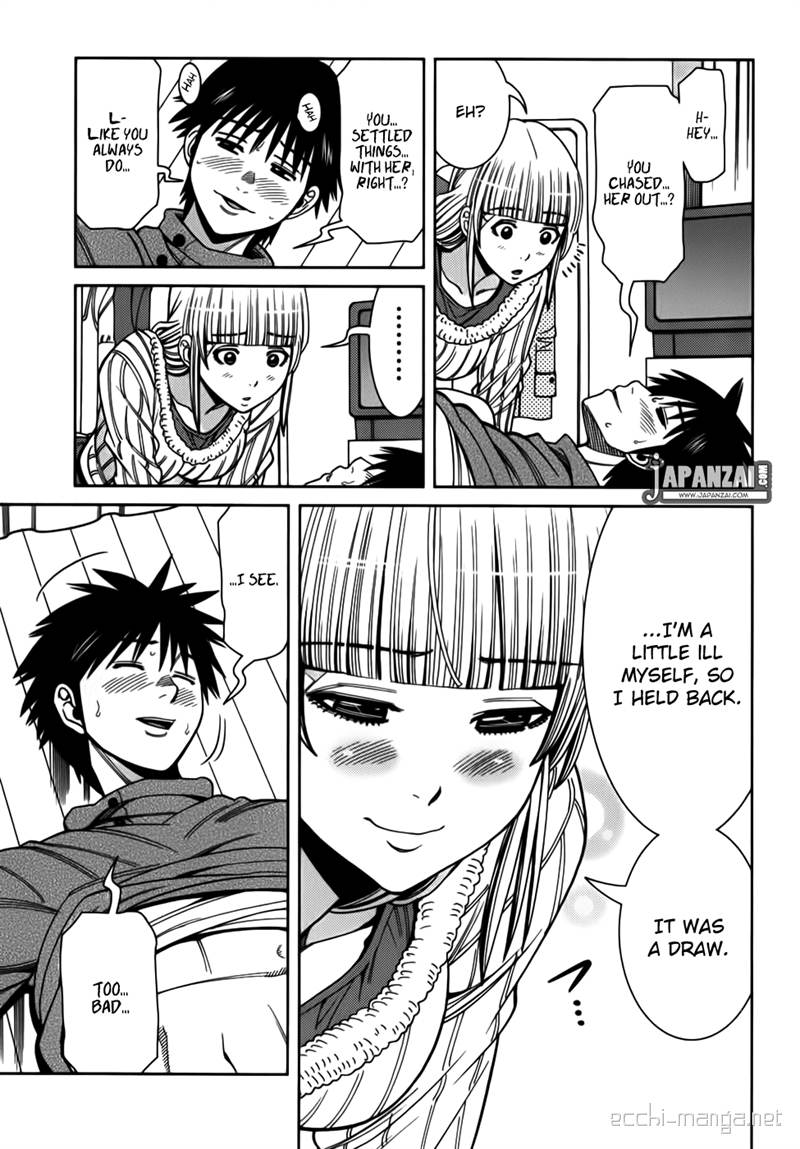 H-
HEY...
YOU
CHASED...
HER OUT...?
EH?
YOU...
SETTLED
THINGS...
WITH HER,
RIGHT...?
HAH
HAH
L-
LIKE YOU
ALWAYS
DO...
......
JAPANZAI.COM
WWW.JAPANZAI.COM
...I'M A
LITTLE ILL
MYSELF, SO
I HELD BACK.
IT WAS
A DRAW.
...I SEE.
TOO...
BAD...
ecchi-manga.net